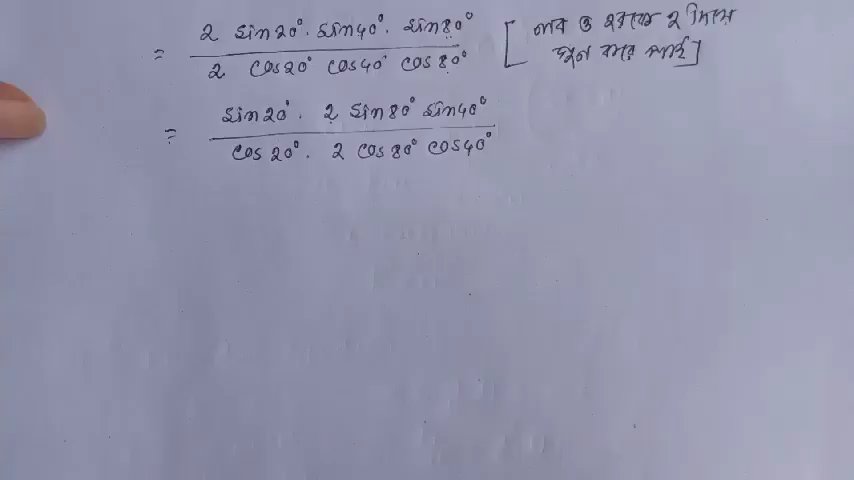 = 2 sin20°. sin40°. sin80° / 2 cos20° cos40° cos80° [লব ও হরকে ২ দিয়ে
গুন করে পাই]
= sin20°. 2 sin80° sin40° / cos20°. 2 cos80° cos40°